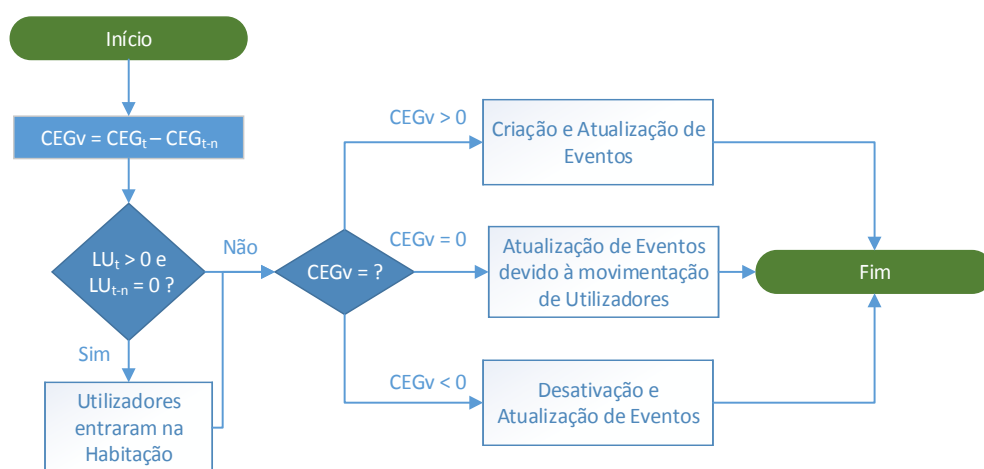 Início
CEGv = CEGt – CEGt-n
LUt > 0 e
LUt-n = 0 ?
Não
Sim
Utilizadores
entraram na
Habitação
CEGv = ?
CEGv > 0
Criação e Atualização de
Eventos
CEGv = 0
Atualização de Eventos
devido à movimentação
de Utilizadores
CEGv < 0
Desativação e
Atualização de Eventos
Fim